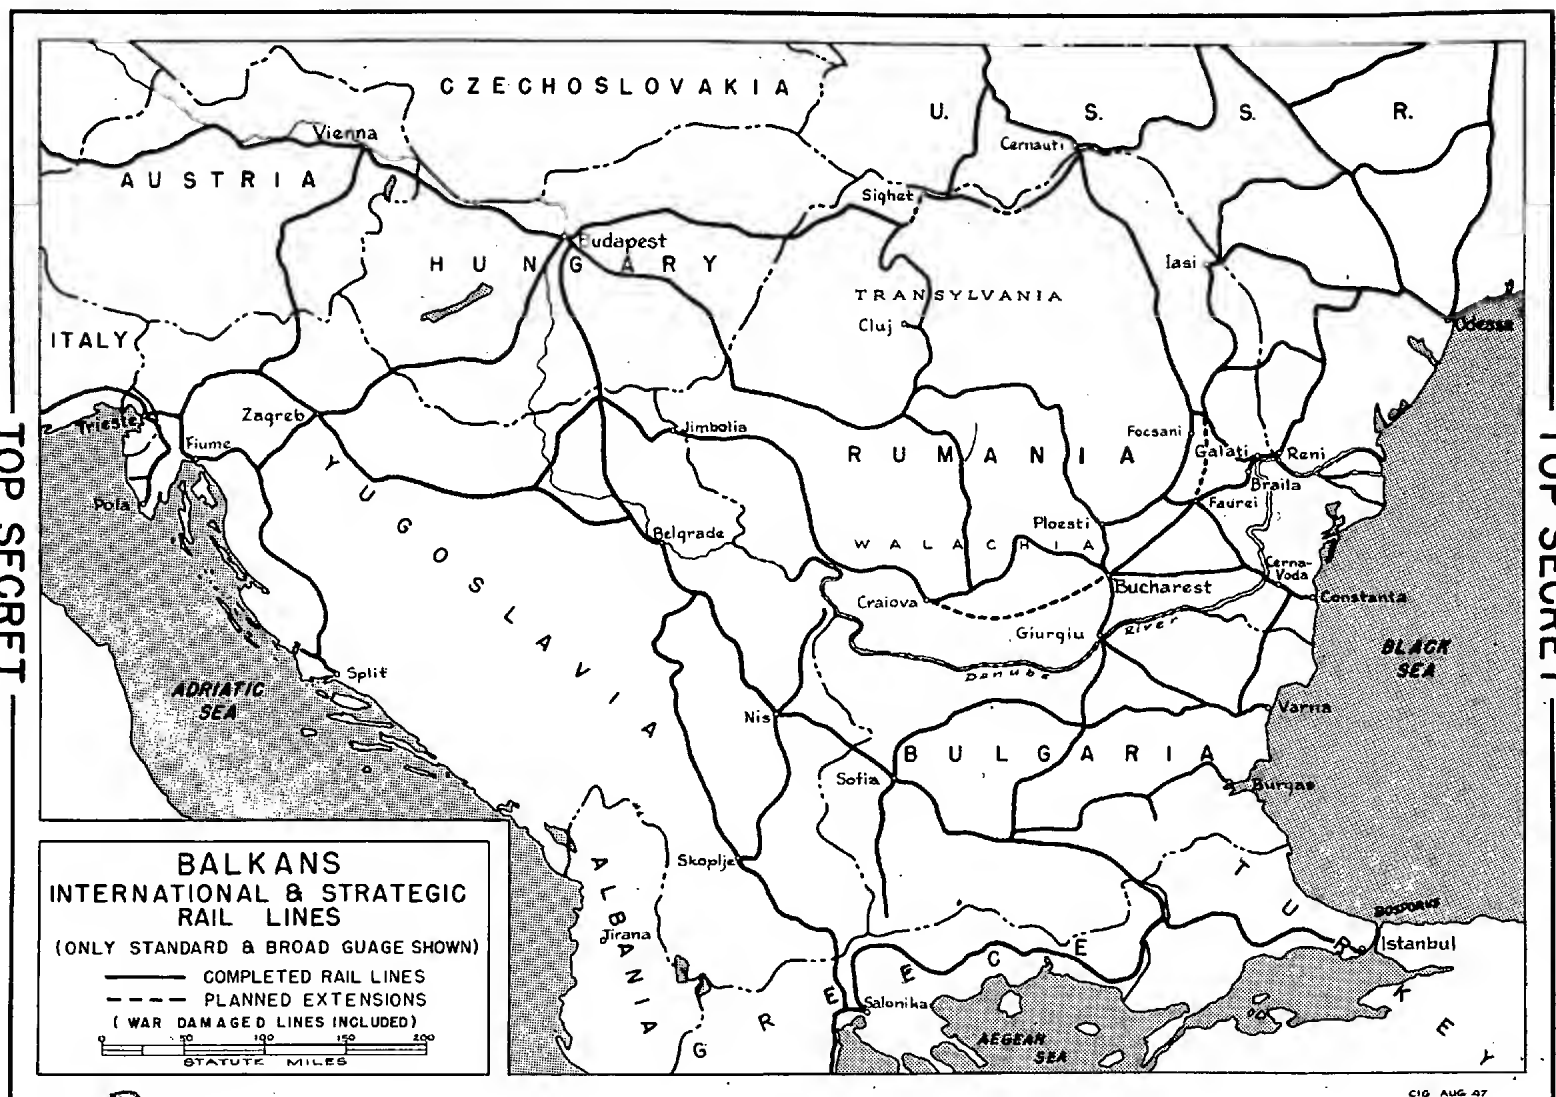 TOP SECRET
TOP SECRET
CZECHOSLOVAKIA
U. S. S. R.
Vienna
Cernauti
AUSTRIA
Sighet
Budapest
HUNGARY
Iasi
TRANSYLVANIA
Cluj
Odessa
ITALY
Trieste
Zagreb
Fiume
Jimbolia
Focsani
RUMANIA
Galati
Reni
Braila
Pola
Faurei
YUGOSLAVIA
Belgrade
Ploesti
WALACHIA
Cerna-
Voda
Bucharest
Craiova
Constanta
Giurgiu
River
Danube
BLACK
SEA
Split
ADRIATIC
SEA
Nis
Varna
BULGARIA
Sofia
Burgas
Skoplje
ALBANIA
Tirana
TURKEY
BOSPORUS
Istanbul
GREECE
Salonika
AEGEAN
SEA
BALKANS
INTERNATIONAL & STRATEGIC
RAIL LINES
(ONLY STANDARD & BROAD GUAGE SHOWN)
COMPLETED RAIL LINES
PLANNED EXTENSIONS
( WAR DAMAGED LINES INCLUDED)
0 50 100 150 200
STATUTE MILES
CIG AUG 47